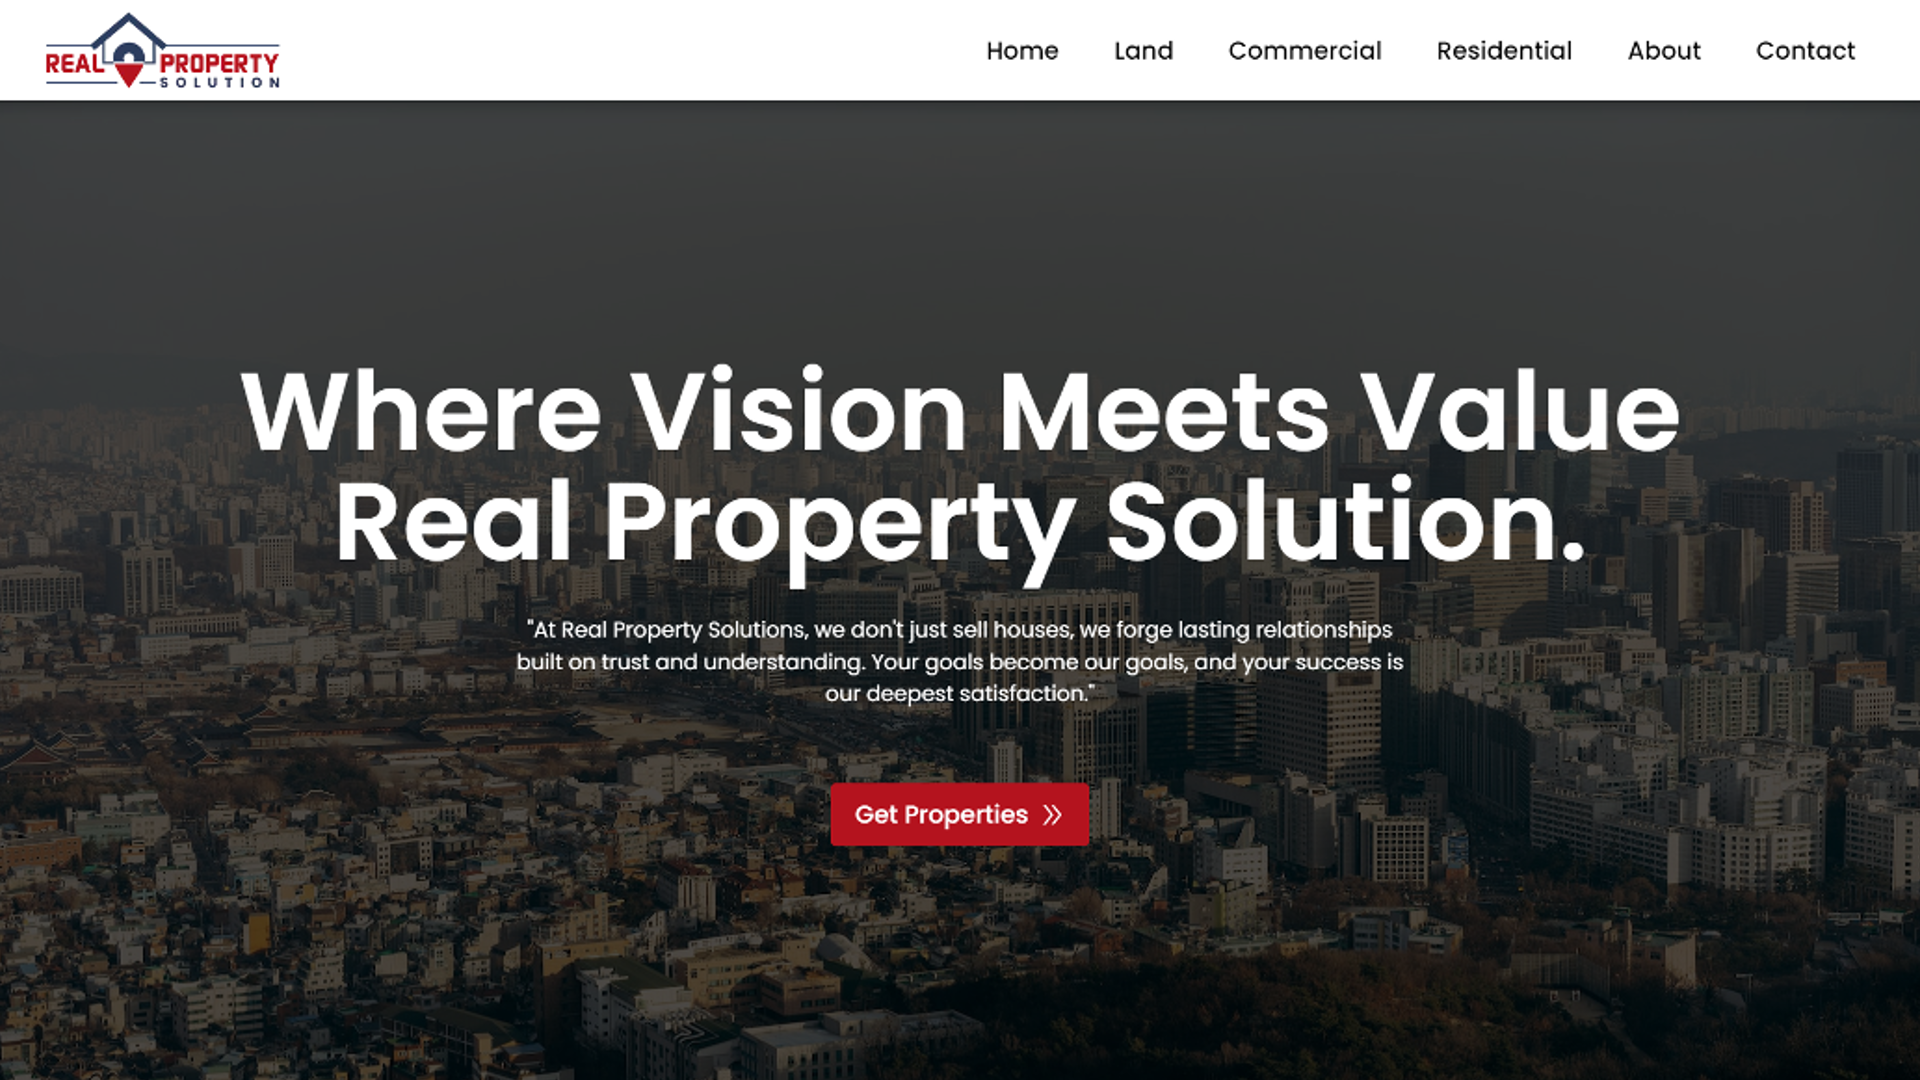 REAL PROPERTY
SOLUTION
Home Land Commercial Residential About Contact
Where Vision Meets Value
Real Property Solution.
"At Real Property Solutions, we don't just sell houses, we forge lasting relationships
built on trust and understanding. Your goals become our goals, and your success is
our deepest satisfaction."
Get Properties